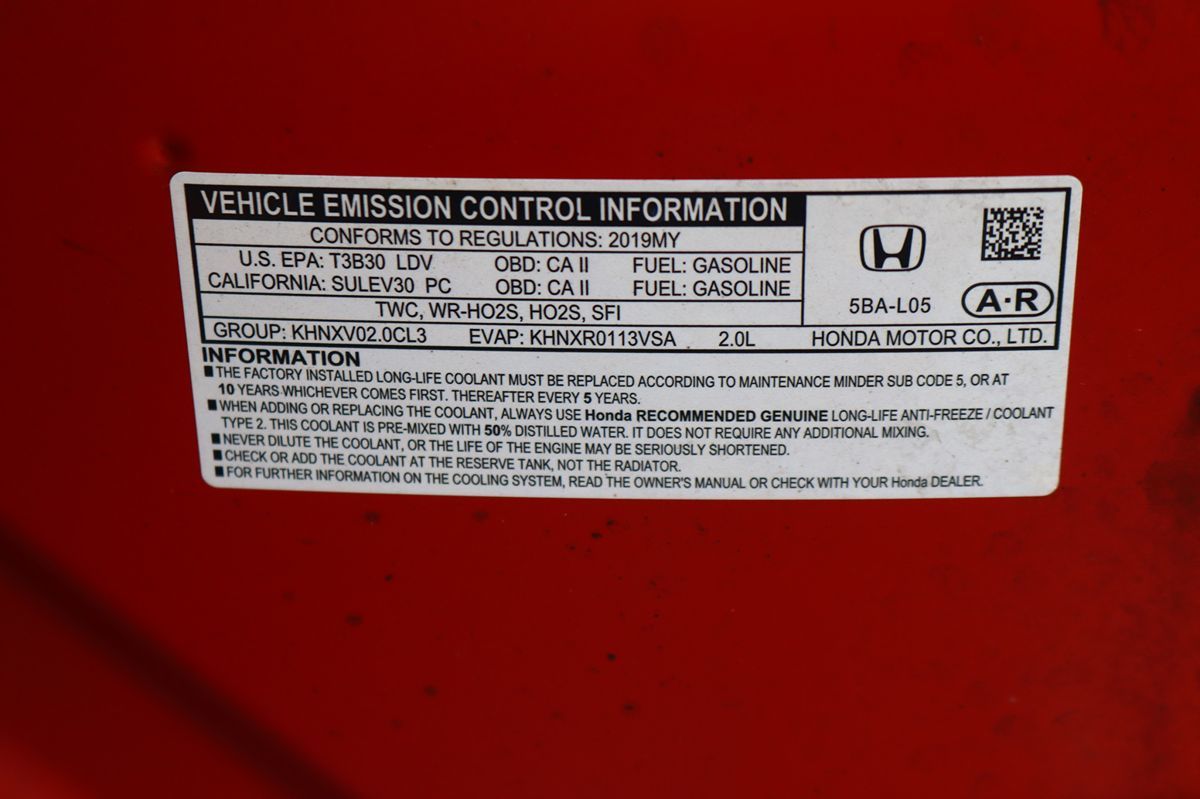 VEHICLE EMISSION CONTROL INFORMATION
CONFORMS TO REGULATIONS: 2019MY
U.S. EPA: T3B30 LDV OBD: CA II FUEL: GASOLINE
CALIFORNIA: SULEV30 PC OBD: CA II FUEL: GASOLINE
5BA-L05 A·R
TWC, WR-HO2S, HO2S, SFI
GROUP: KHNXV02.0CL3 EVAP: KHNXR0113VSA 2.0L HONDA MOTOR CO., LTD.
INFORMATION
■THE FACTORY INSTALLED LONG-LIFE COOLANT MUST BE REPLACED ACCORDING TO MAINTENANCE MINDER SUB CODE 5, OR AT
10 YEARS WHICHEVER COMES FIRST. THEREAFTER EVERY 5 YEARS.
■WHEN ADDING OR REPLACING THE COOLANT, ALWAYS USE Honda RECOMMENDED GENUINE LONG-LIFE ANTI-FREEZE / COOLANT
TYPE 2. THIS COOLANT IS PRE-MIXED WITH 50% DISTILLED WATER. IT DOES NOT REQUIRE ANY ADDITIONAL MIXING.
■NEVER DILUTE THE COOLANT, OR THE LIFE OF THE ENGINE MAY BE SERIOUSLY SHORTENED.
■CHECK OR ADD THE COOLANT AT THE RESERVE TANK, NOT THE RADIATOR.
■FOR FURTHER INFORMATION ON THE COOLING SYSTEM, READ THE OWNER'S MANUAL OR CHECK WITH YOUR Honda DEALER.